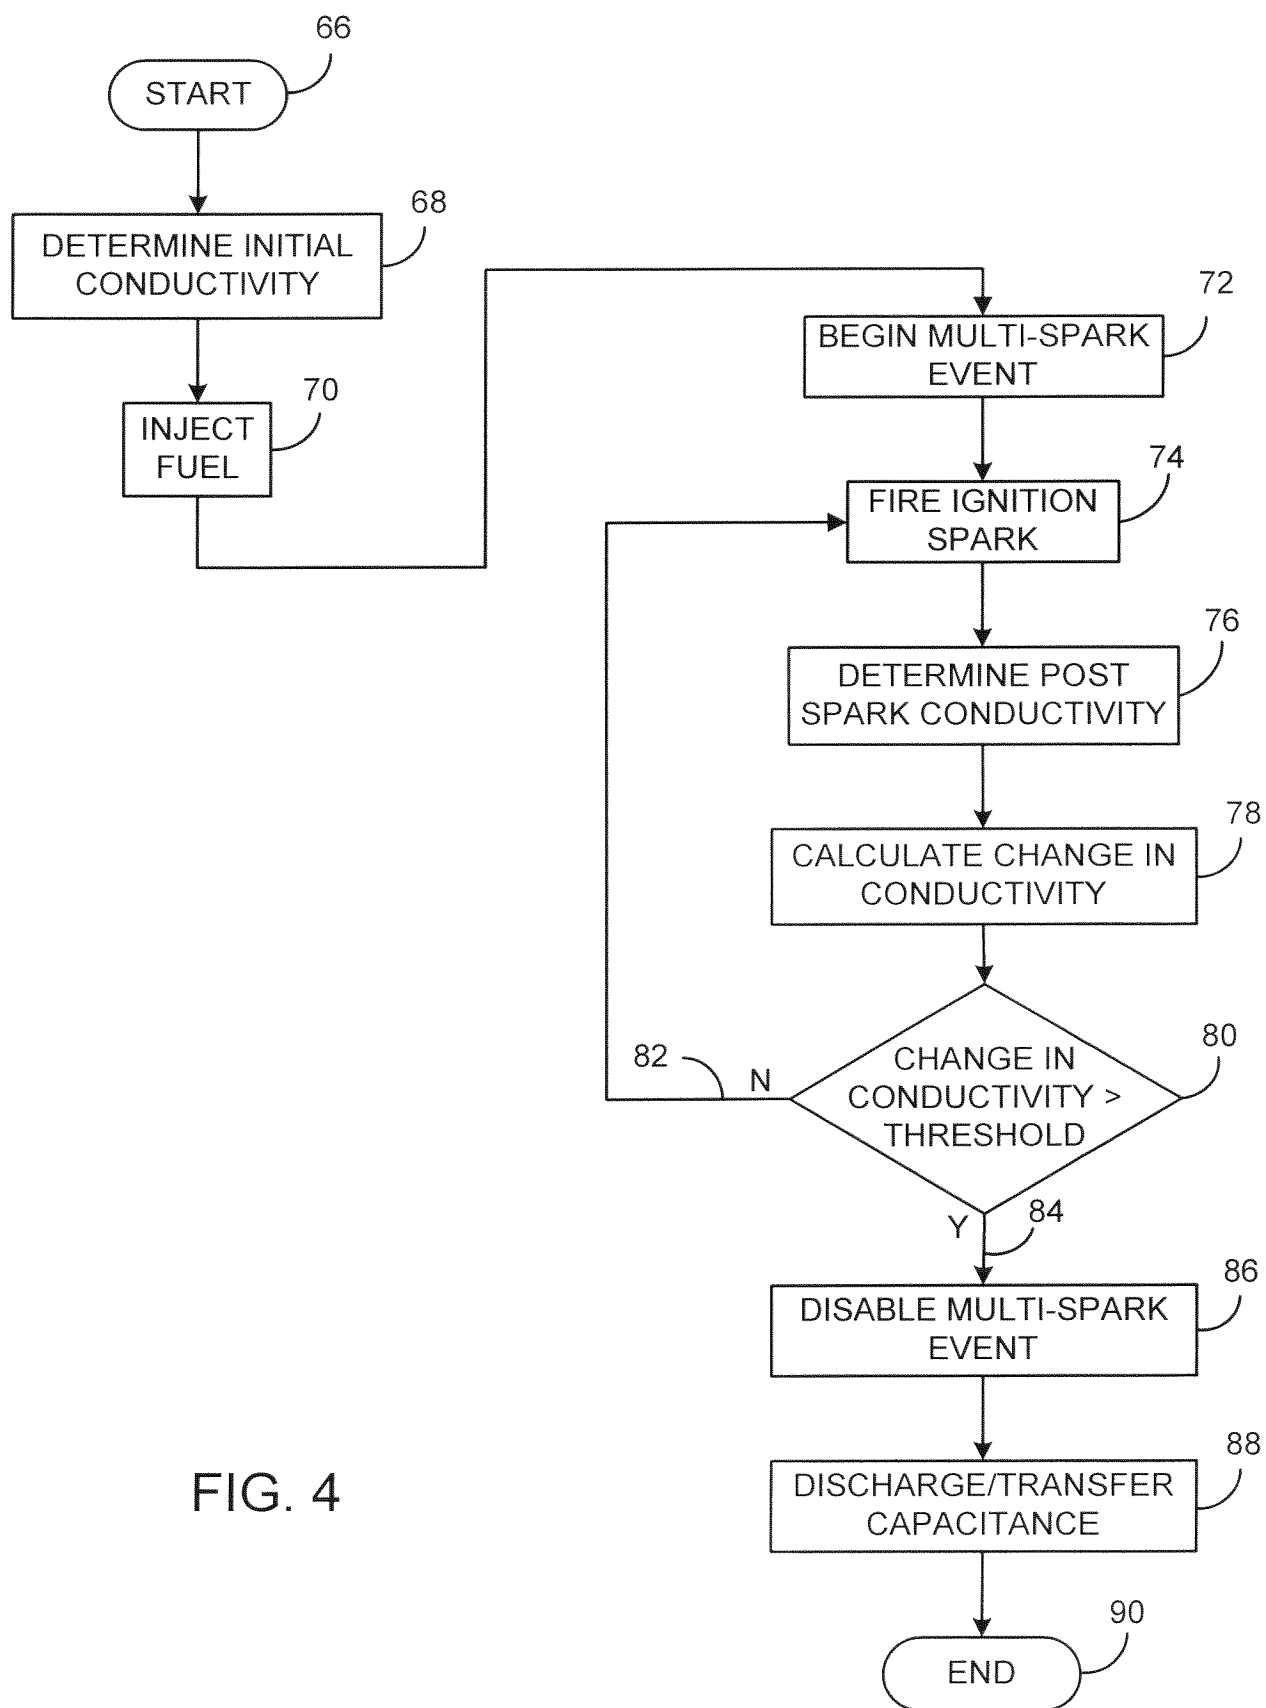 66
START
68
DETERMINE INITIAL
CONDUCTIVITY
70
INJECT
FUEL
72
BEGIN MULTI-SPARK
EVENT
74
FIRE IGNITION
SPARK
76
DETERMINE POST
SPARK CONDUCTIVITY
78
CALCULATE CHANGE IN
CONDUCTIVITY
80
CHANGE IN
CONDUCTIVITY >
THRESHOLD
82
N
Y
84
86
DISABLE MULTI-SPARK
EVENT
88
DISCHARGE/TRANSFER
CAPACITANCE
90
END
FIG. 4